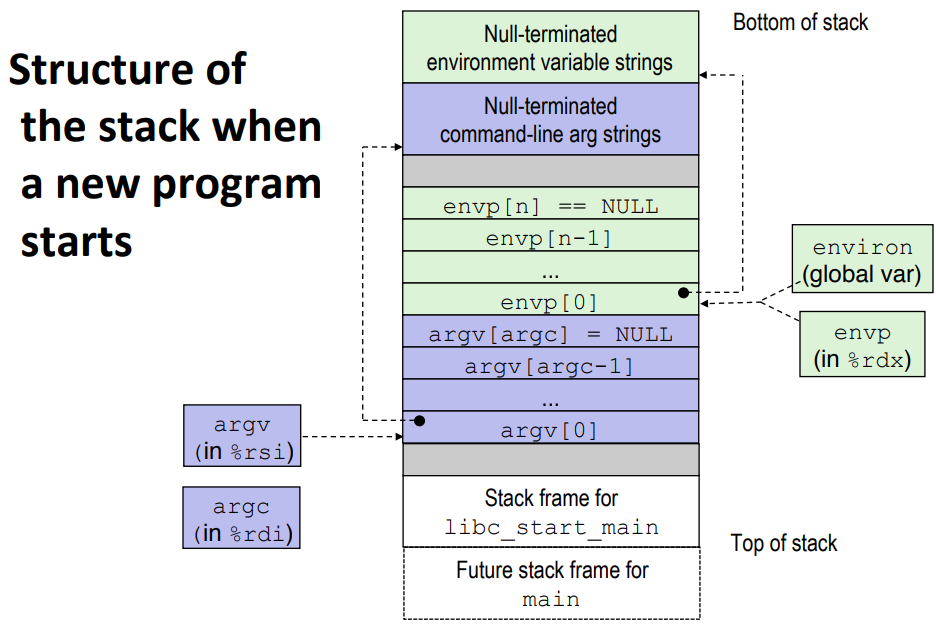 Structure of
the stack when
a new program
starts
Bottom of stack
Null-terminated
environment variable strings
Null-terminated
command-line arg strings
envp[n] == NULL
envp[n-1]
...
envp[0]
argv[argc] = NULL
argv[argc-1]
...
argv[0]
environ
(global var)
envp
(in %rdx)
argv
(in %rsi)
argc
(in %rdi)
Stack frame for
libc_start_main
Top of stack
Future stack frame for
main